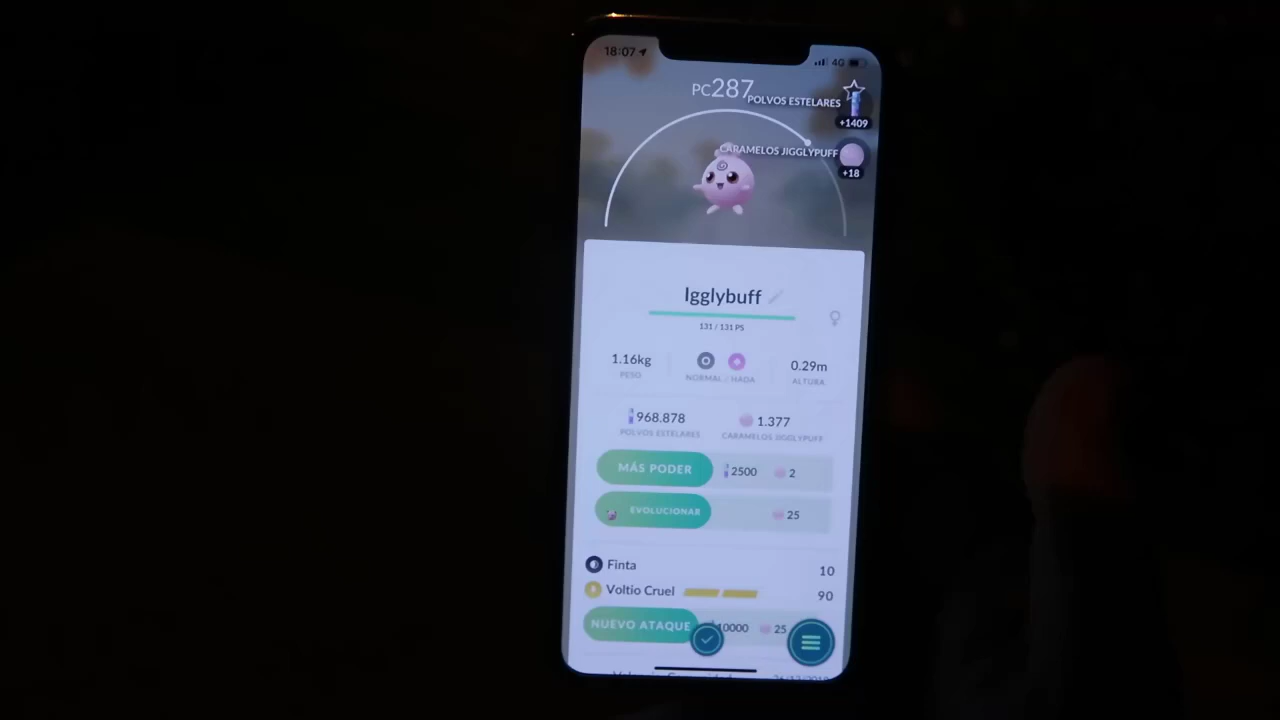 18:07
4G
PC287
POLVOS ESTELARES
+1409
CARAMELOS JIGGLYPUFF
+18
Igglybuff
131 / 131 PS
1.16kg
PESO
NORMAL / HADA
0.29m
ALTURA
968.878
POLVOS ESTELARES
1.377
CARAMELOS JIGGLYPUFF
MÁS PODER
2500
2
EVOLUCIONAR
25
Finta
10
Voltio Cruel
90
NUEVO ATAQUE
10000
25